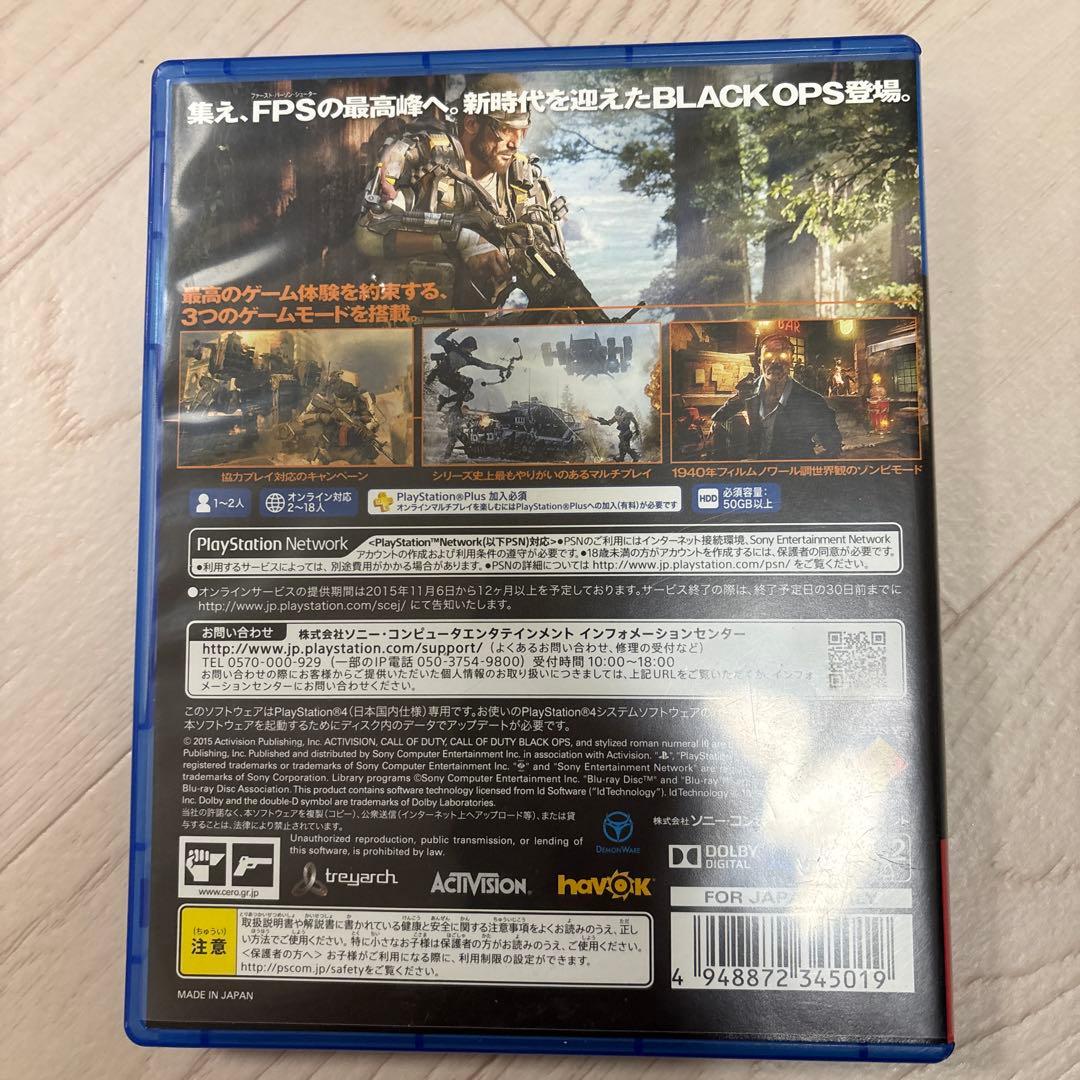 ファースト・パーソン・シューター
集え、FPSの最高峰へ。新時代を迎えたBLACK OPS登場。
最高のゲーム体験を約束する、
3つのゲームモードを搭載。
BAR
協力プレイ対応のキャンペーン
シリーズ史上最もやりがいのあるマルチプレイ
1940年フィルムノワール調世界観のゾンビモード
1～2人
オンライン対応
2～18人
PlayStation®Plus 加入必須
オンラインマルチプレイを楽しむにはPlayStation®Plusへの加入(有料)が必要です
HDD
必須容量:
50GB以上
PlayStation Network
<PlayStation™Network(以下PSN)対応>●PSNのご利用にはインターネット接続環境、Sony Entertainment Network
アカウントの作成および利用条件の遵守が必要です。●18歳未満の方がアカウントを作成するには、保護者の同意が必要です。
●利用するサービスによっては、別途費用がかかる場合があります。●PSNの詳細については http://www.jp.playstation.com/psn/ をご覧ください。
●オンラインサービスの提供期間は2015年11月6日から12ヶ月以上を予定しております。サービス終了の際は、終了予定日の30日前までに
http://www.jp.playstation.com/scej/ にて告知いたします。
お問い合わせ 株式会社ソニー・コンピュータエンタテインメント インフォメーションセンター
http://www.jp.playstation.com/support/ (よくあるお問い合わせ、修理の受付など)
TEL 0570-000-929 (一部のIP電話 050-3754-9800) 受付時間 10:00～18:00
お問い合わせの際にお客様からご提供いただいた個人情報のお取り扱いにつきましては、上記URLをご覧いただくか、インフォ
メーションセンターにお問い合わせください。
このソフトウェアはPlayStation®4(日本国内仕様)専用です。お使いのPlayStation®4システムソフトウェアの
本ソフトウェアを起動するためにディスク内のデータでアップデートが必要です。
© 2015 Activision Publishing, Inc. ACTIVISION, CALL OF DUTY, CALL OF DUTY BLACK OPS, and stylized roman numeral III are
Publishing, Inc. Published and distributed by Sony Computer Entertainment Inc. in association with Activision. "PlayStation"
registered trademarks or trademarks of Sony Computer Entertainment Inc. and "Sony Entertainment Network" are
trademarks of Sony Corporation. Library programs ©Sony Computer Entertainment Inc. "Blu-ray Disc™" and "Blu-ray
Blu-ray Disc Association. This product contains software technology licensed from Id Software ("IdTechnology"). IdTechnology ©
Inc. Dolby and the double-D symbol are trademarks of Dolby Laboratories.
当社の許諾なく、本ソフトウェアを複製(コピー)、公衆送信(インターネット上へアップロード等)、または貸
与することは、法律により禁止されています。
Unauthorized reproduction, public transmission, or lending of
this software, is prohibited by law.
DEMONWARE
株式会社 ソニー・コン
DOLBY
DIGITAL
www.cero.gr.jp
treyarch
ACTIVISION
havok
FOR JAPAN ONLY
(ちゅうい)
注意
取扱説明書や解説書に書かれている健康と安全に関する注意事項をよくお読みのうえ、正し
い方法でご使用ください。特に小さなお子様は保護者の方がお読みのうえ、ご使用ください。
<保護者の方へ> お子様がご利用になる際に、利用制限の設定ができます。
http://pscom.jp/safetyをご覧ください。
4 948872 345019
MADE IN JAPAN